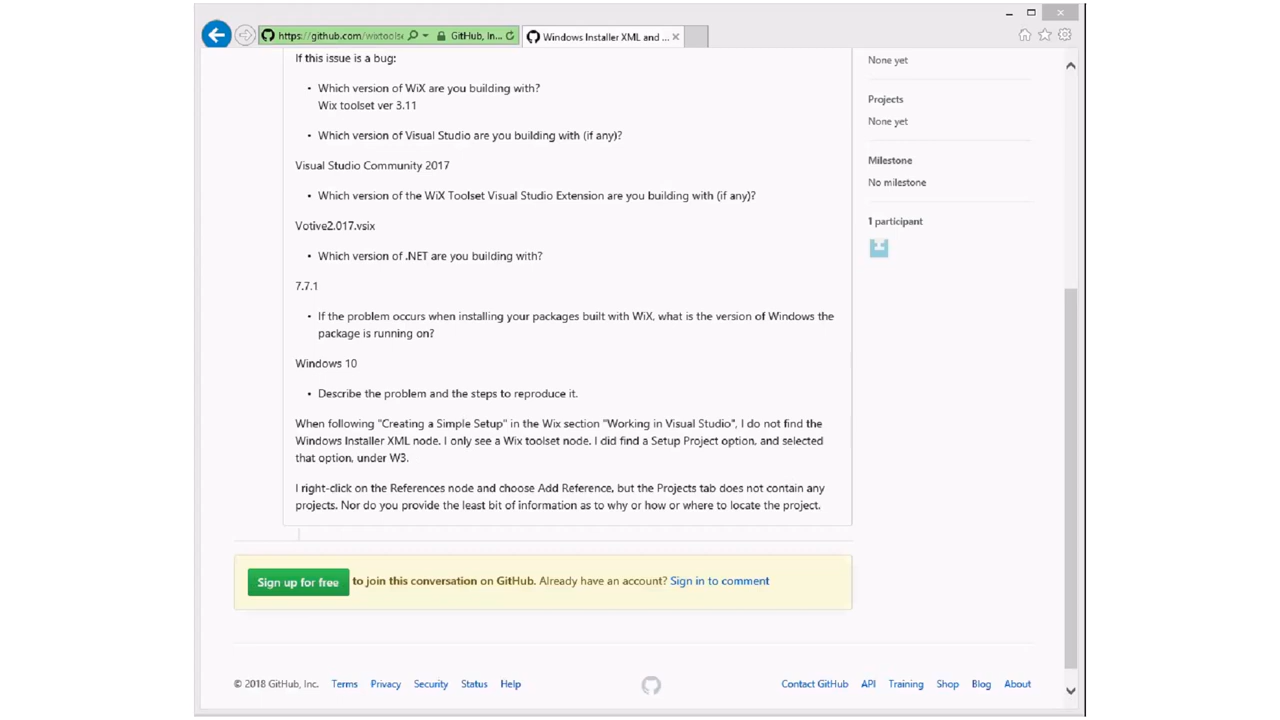 https://github.com/wixtoolse
GitHub, In...
Windows Installer XML and ...
If this issue is a bug:
• Which version of WiX are you building with?
Wix toolset ver 3.11
• Which version of Visual Studio are you building with (if any)?
Visual Studio Community 2017
• Which version of the WiX Toolset Visual Studio Extension are you building with (if any)?
Votive2.017.vsix
• Which version of .NET are you building with?
7.7.1
• If the problem occurs when installing your packages built with WiX, what is the version of Windows the
package is running on?
Windows 10
• Describe the problem and the steps to reproduce it.
When following "Creating a Simple Setup" in the Wix section "Working in Visual Studio", I do not find the
Windows Installer XML node. I only see a Wix toolset node. I did find a Setup Project option, and selected
that option, under W3.
I right-click on the References node and choose Add Reference, but the Projects tab does not contain any
projects. Nor do you provide the least bit of information as to why or how or where to locate the project.
None yet
Projects
None yet
Milestone
No milestone
1 participant
Sign up for free to join this conversation on GitHub. Already have an account? Sign in to comment
© 2018 GitHub, Inc. Terms Privacy Security Status Help
Contact GitHub API Training Shop Blog About